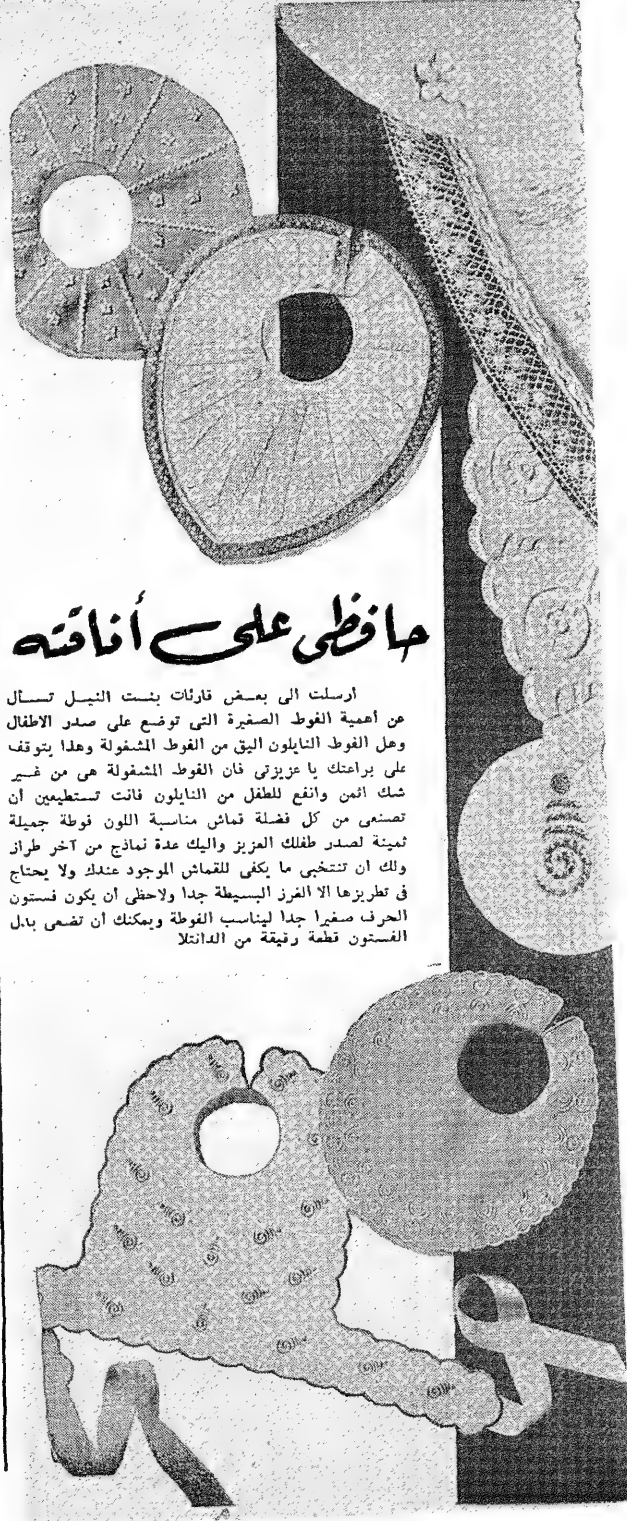 حافظى على أناقته
ارسلت الى بعض قارئات بنت النيل تسأل
عن أهمية الفوط الصغيرة التى توضع على صدر الاطفال
وهل الفوط النايلون اليق من الفوط المشغولة وهذا يتوقف
على براعتك يا عزيزتى فان الفوط المشغولة هى من غير
شك اثمن وانفع للطفل من النايلون فانت تستطيعين أن
تصنعى من كل فضلة قماش مناسبة اللون فوطة جميلة
ثمينة لصدر طفلك العزيز واليك عدة نماذج من آخر طراز
ولك ان تنتخبى ما يكفى للقماش الموجود عندك ولا يحتاج
فى تطريزها الا الغرز البسيطة جدا ولاحظى أن يكون فستون
الحرف صغيرا جدا ليناسب الفوطة ويمكنك أن تضعى بدل
الفستون قطعة رقيقة من الدانتلا